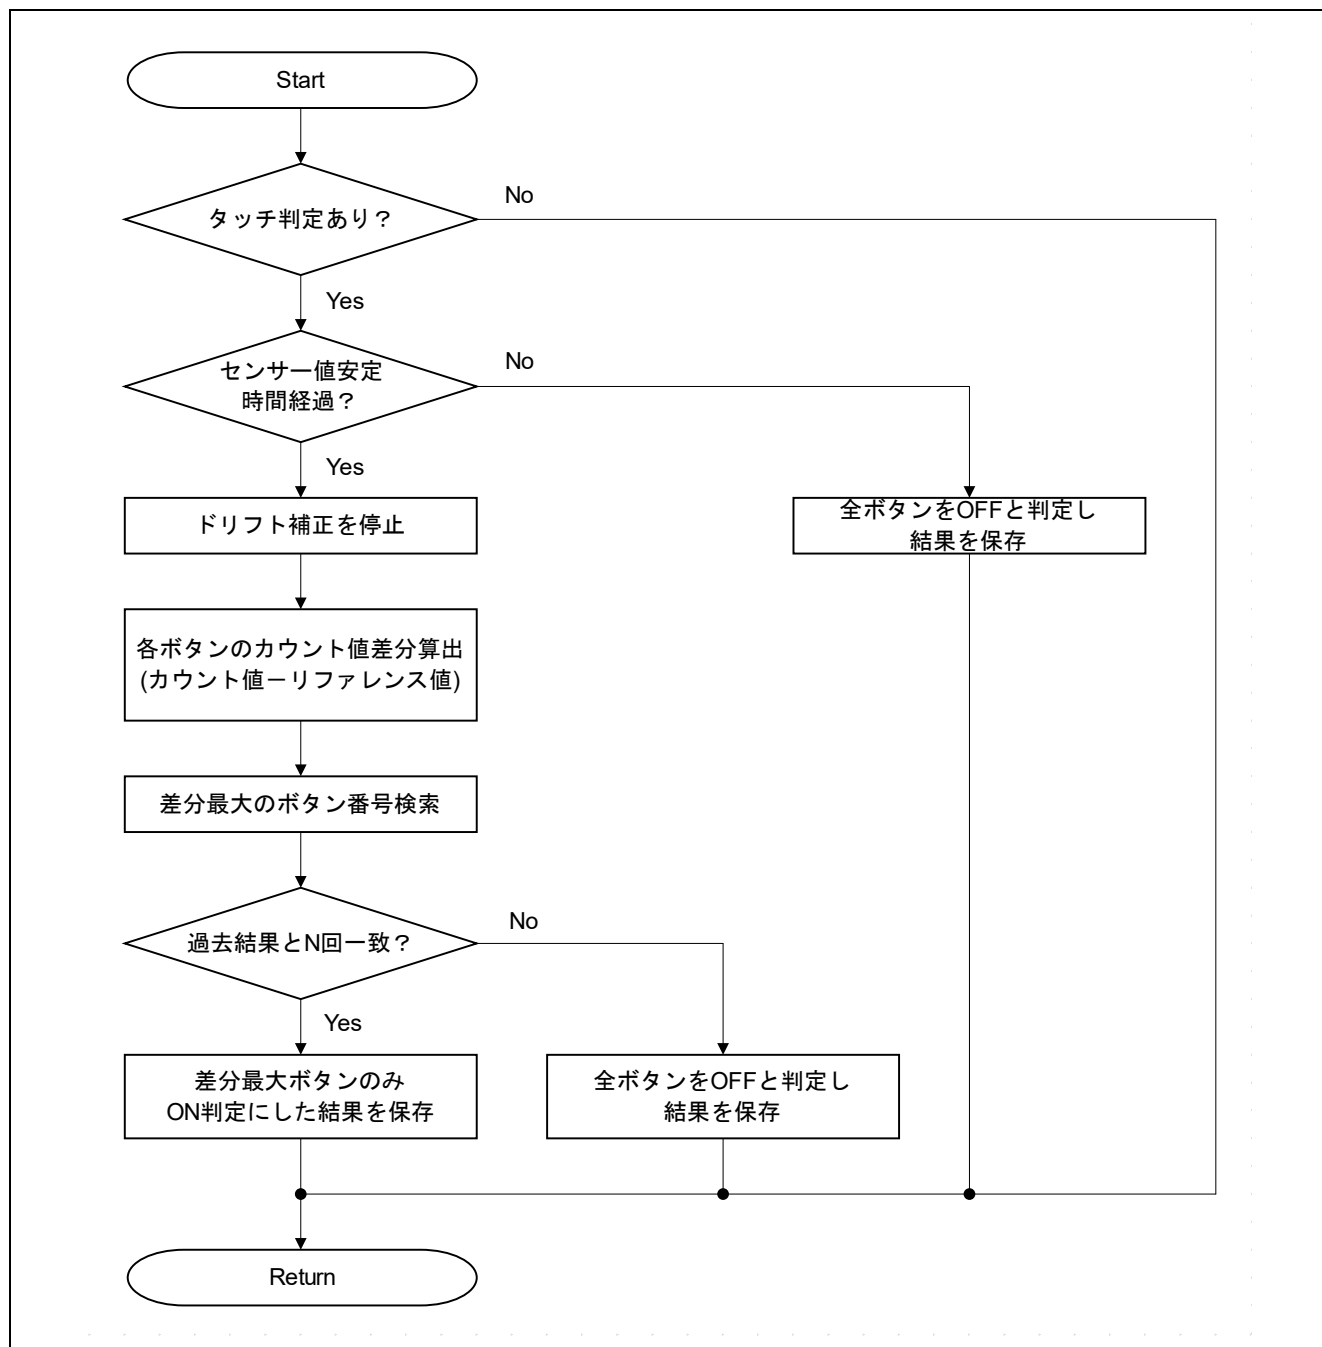 Start
タッチ判定あり？
No
Yes
センサー値安定
時間経過？
No
Yes
ドリフト補正を停止
全ボタンをOFFと判定し
結果を保存
各ボタンのカウント値差分算出
(カウント値－リファレンス値)
差分最大のボタン番号検索
過去結果とN回一致？
No
Yes
差分最大ボタンのみ
ON判定にした結果を保存
全ボタンをOFFと判定し
結果を保存
Return